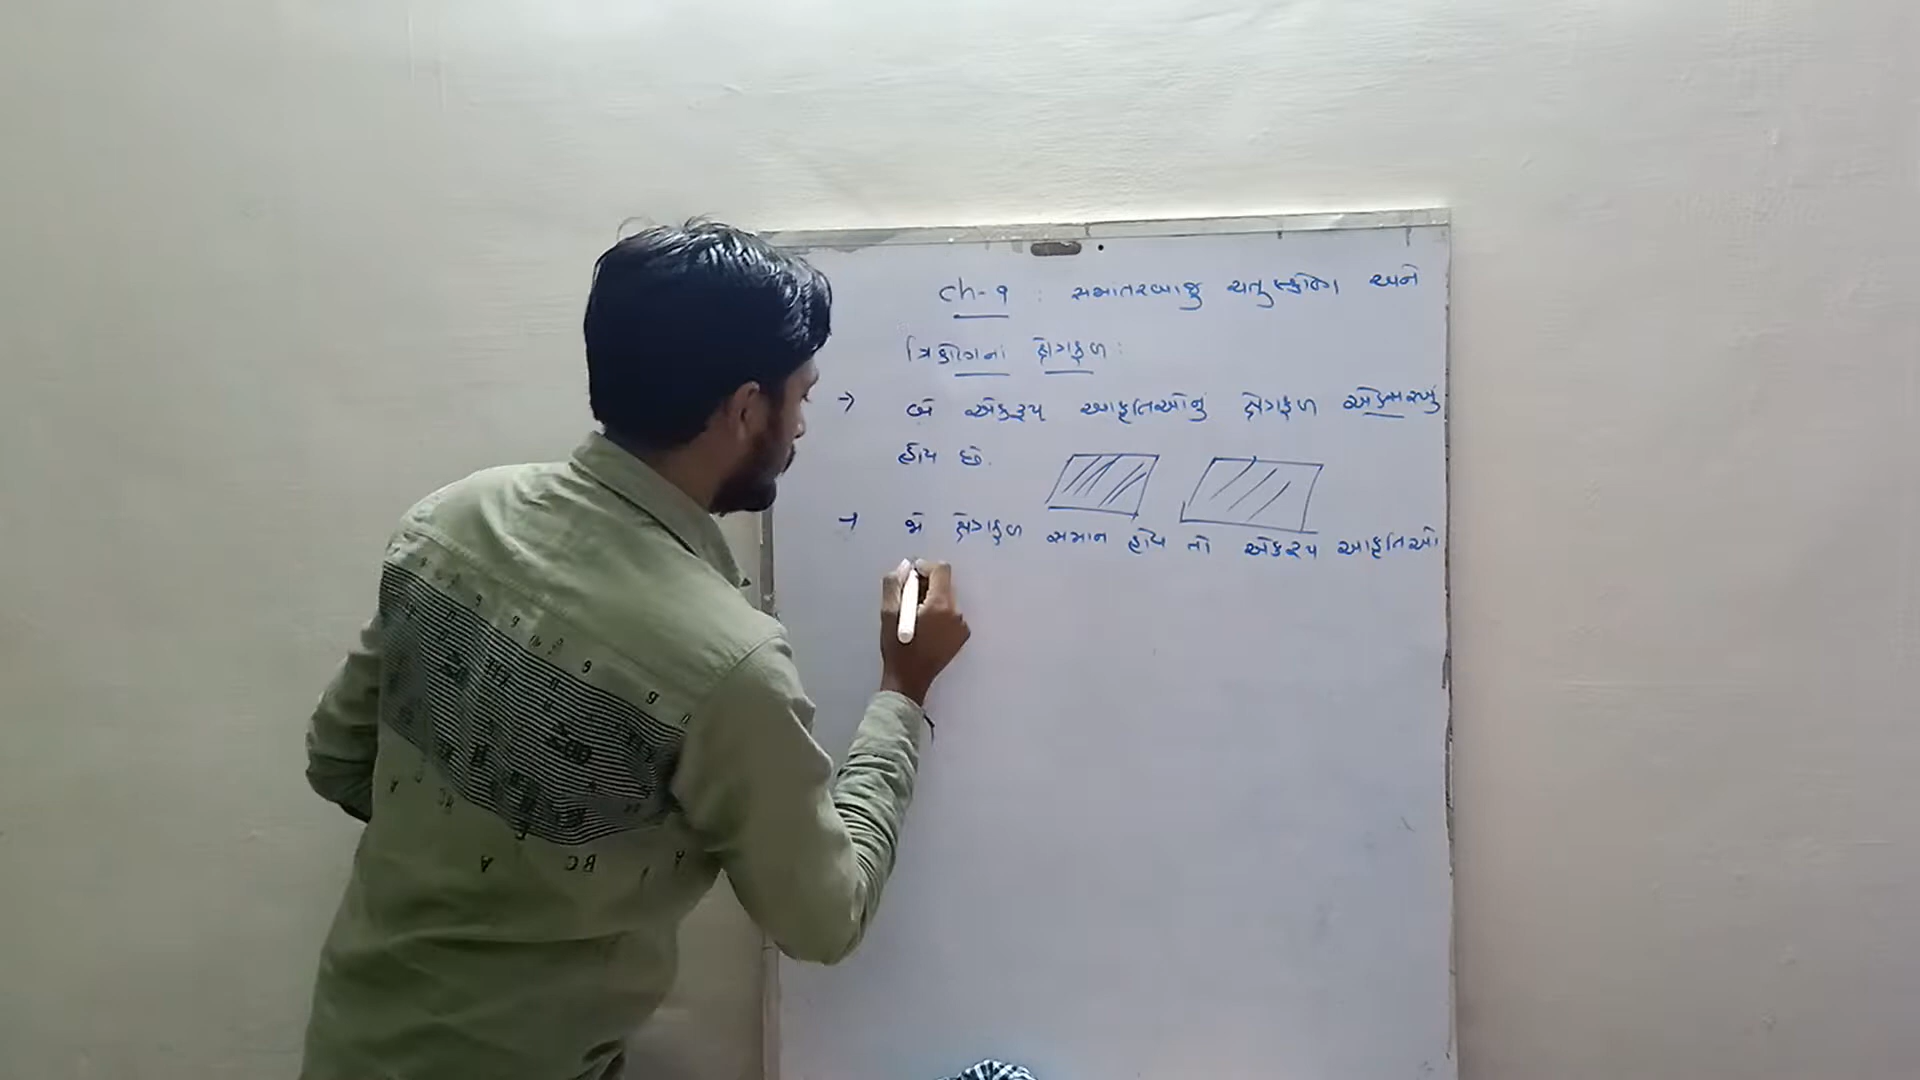 ch-9 : સમાંતરબાજુ ચતુષ્કોણ અને
ત્રિકોણનાં ક્ષેત્રફળ :
→ બે એકરૂપ આકૃતિઓનું ક્ષેત્રફળ એકસરખું
હોય છે.
→ જો ક્ષેત્રફળ સમાન હોય તો એકરૂપ આકૃતિઓ